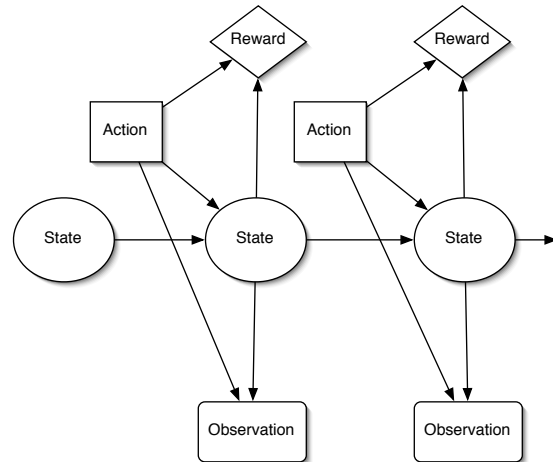 Reward
Reward
Action
Action
State
State
State
Observation
Observation